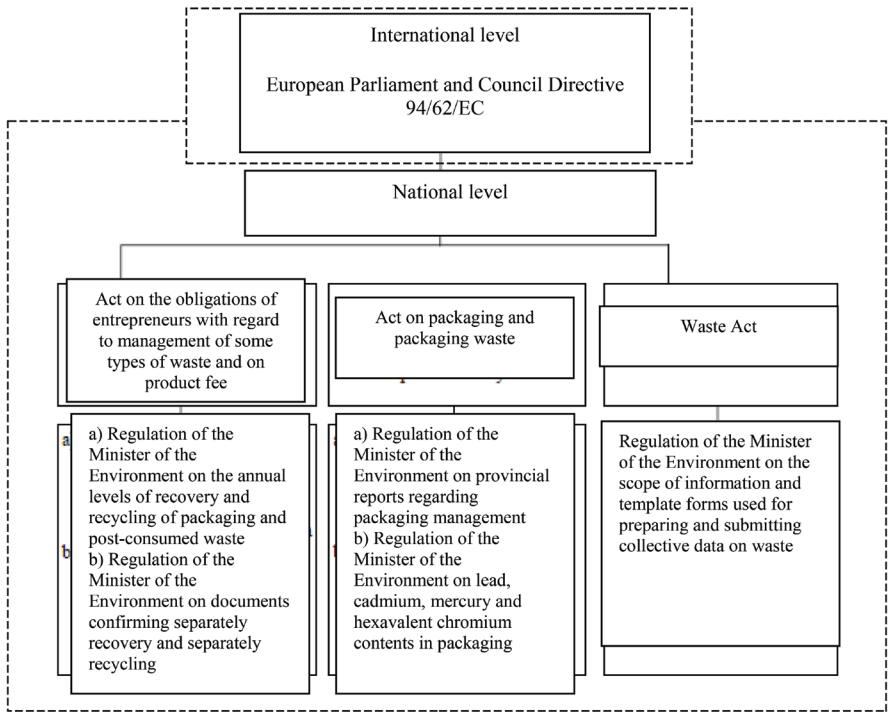 International level
European Parliament and Council Directive
94/62/EC
National level
Act on the obligations of
entrepreneurs with regard
to management of some
types of waste and on
product fee
Act on packaging and
packaging waste
Waste Act
a) Regulation of the
Minister of the
Environment on the annual
levels of recovery and
recycling of packaging and
post-consumed waste
b) Regulation of the
Minister of the
Environment on documents
confirming separately
recovery and separately
recycling
a) Regulation of the
Minister of the
Environment on provincial
reports regarding
packaging management
b) Regulation of the
Minister of the
Environment on lead,
cadmium, mercury and
hexavalent chromium
contents in packaging
Regulation of the Minister
of the Environment on the
scope of information and
template forms used for
preparing and submitting
collective data on waste